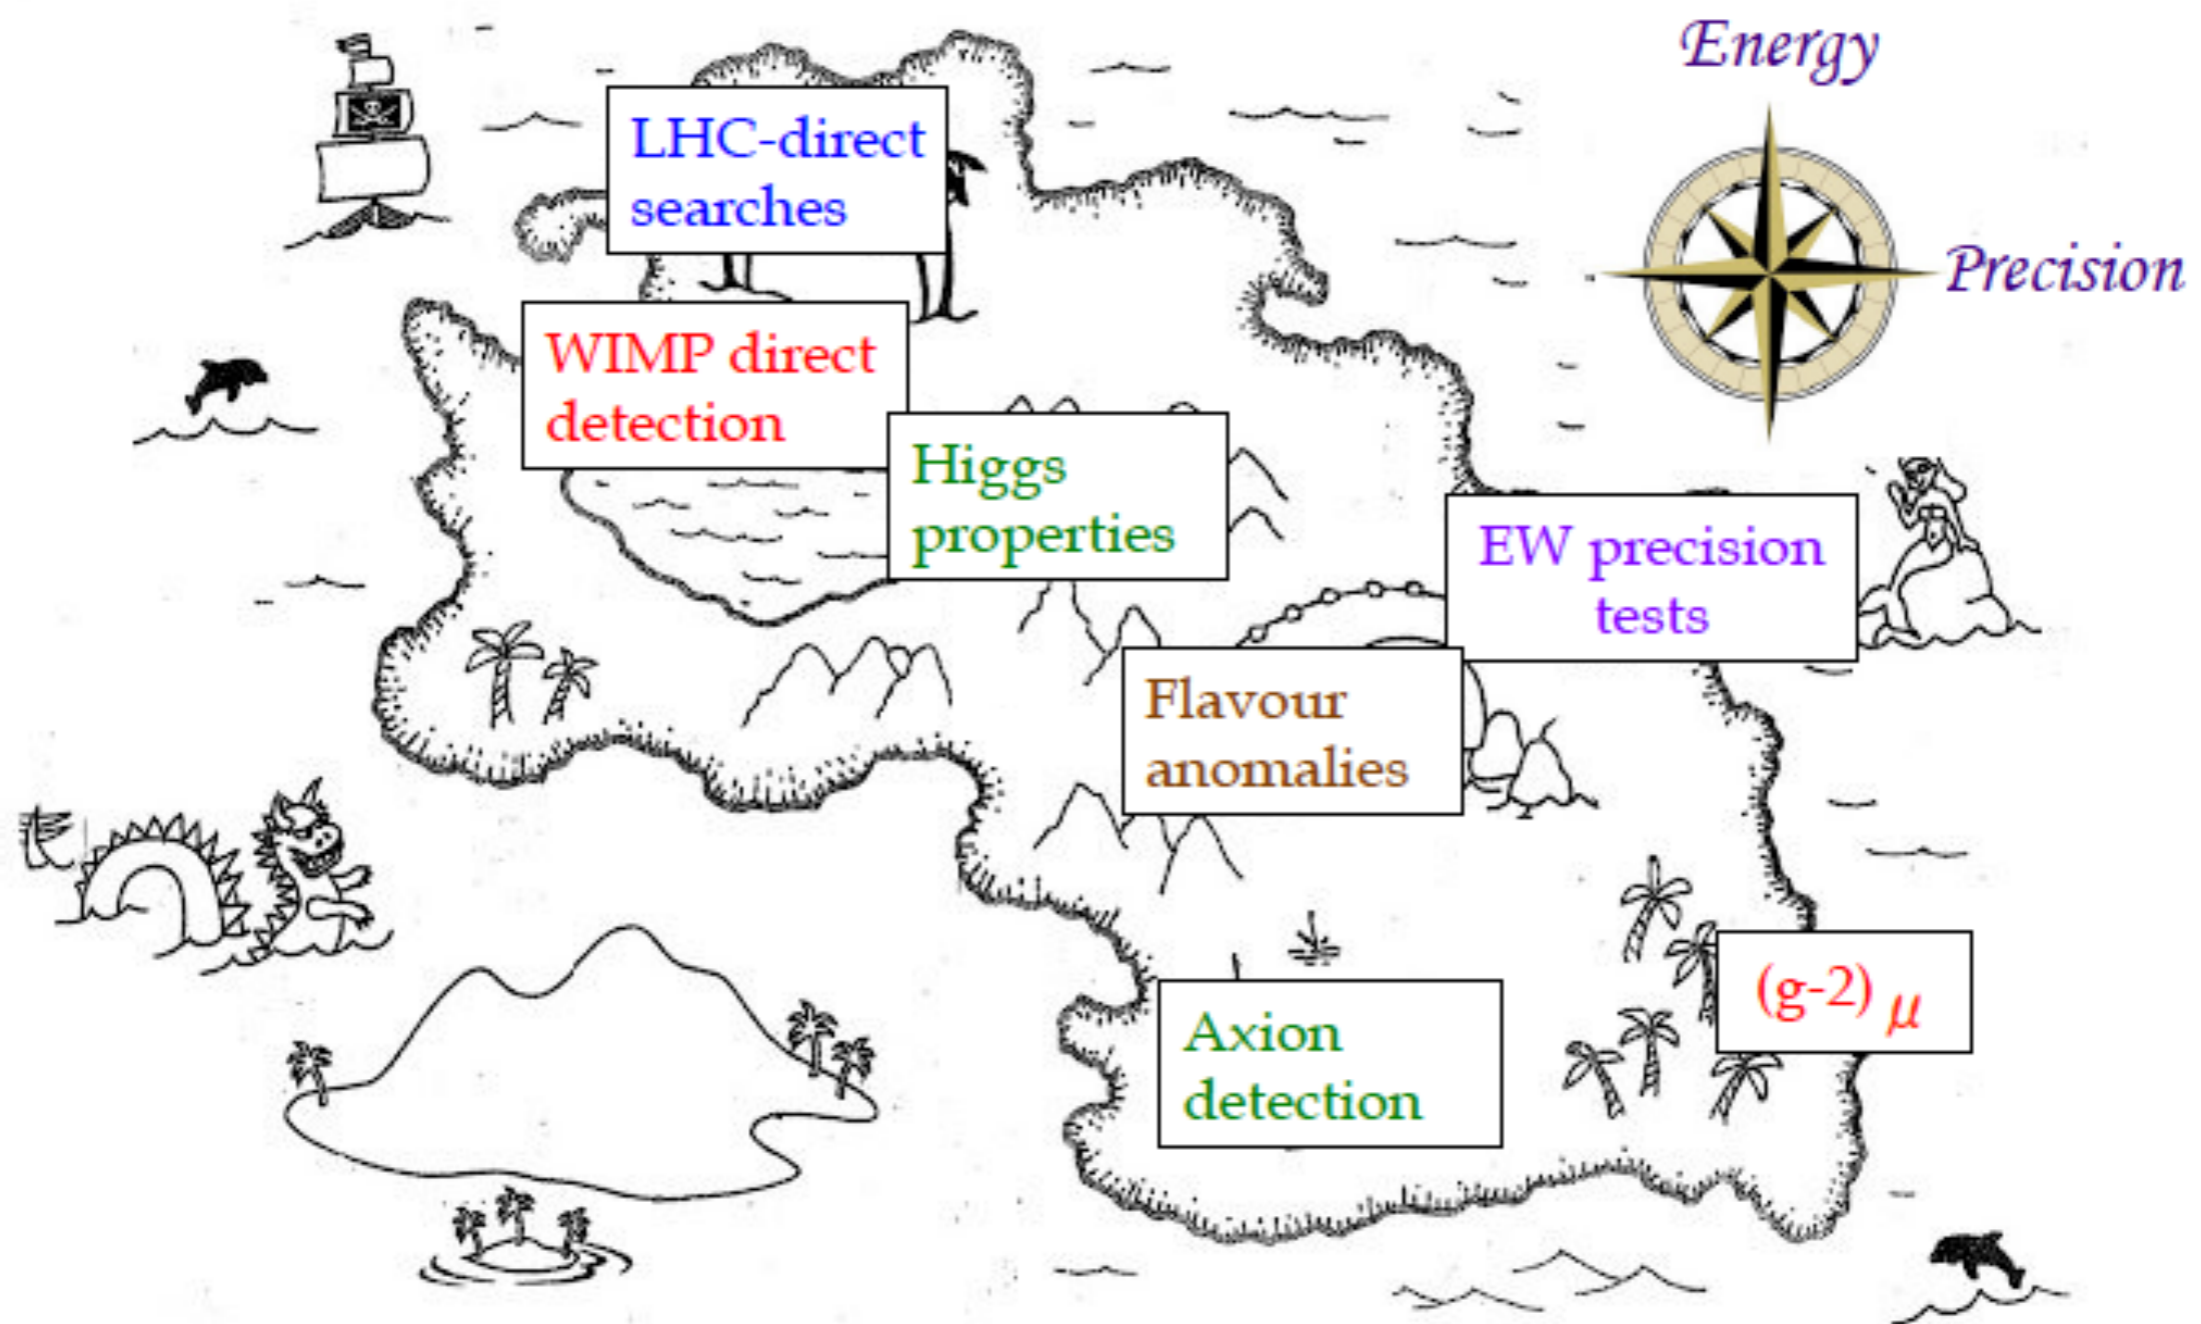 Energy
Precision
LHC-direct
searches
WIMP direct
detection
Higgs
properties
EW precision
tests
Flavour
anomalies
(g-2) μ
Axion
detection